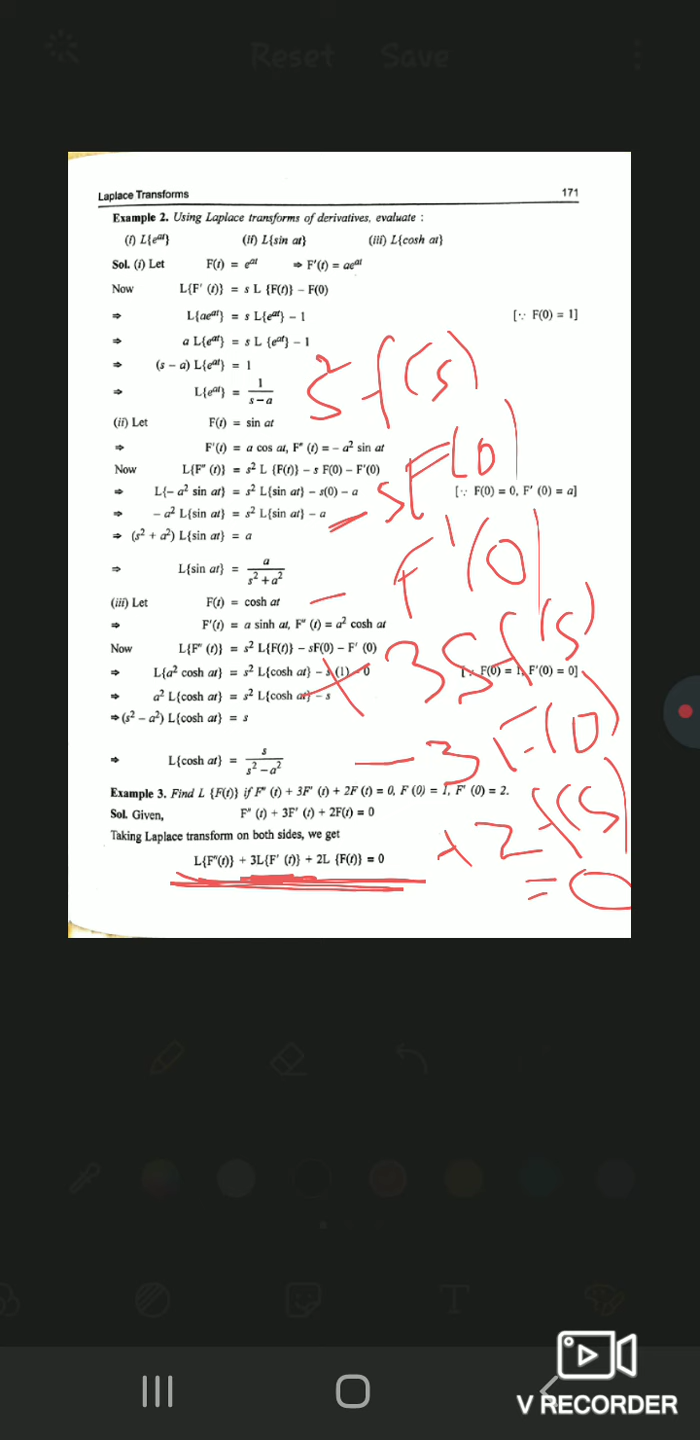 Reset Save
Laplace Transforms 171
Example 2. Using Laplace transforms of derivatives, evaluate :
(i) L{e^{at}} (ii) L{sin at} (iii) L{cosh at}
Sol. (i) Let F(t) = e^{at} ⇒ F′(t) = ae^{at}
Now L{F′ (t)} = s L {F(t)} – F(0)
⇒ L{ae^{at}} = s L{e^{at}} – 1 [∵ F(0) = 1]
⇒ a L{e^{at}} = s L {e^{at}} – 1
⇒ (s – a) L{e^{at}} = 1
⇒ L{e^{at}} = 1/(s – a)
s² f(s)
(ii) Let F(t) = sin at
⇒ F′(t) = a cos at, F″ (t) = – a² sin at
Now L{F″ (t)} = s² L {F(t)} – s F(0) – F′(0)
– sF(0)
⇒ L{– a² sin at} = s² L{sin at} – s(0) – a [∵ F(0) = 0, F′ (0) = a]
⇒ – a² L{sin at} = s² L{sin at} – a
⇒ (s² + a²) L{sin at} = a
⇒ L{sin at} = a/(s² + a²)
– F'(0)
(iii) Let F(t) = cosh at
⇒ F′(t) = a sinh at, F″ (t) = a² cosh at
Now L{F″ (t)} = s² L{F(t)} – sF(0) – F′ (0)
+ 3sf(s)
⇒ L{a² cosh at} = s² L{cosh at} – s (1) – 0 [∵ F(0) = 1, F′(0) = 0]
⇒ a² L{cosh at} = s² L{cosh at} – s
⇒ (s² – a²) L{cosh at} = s
– 3F(0)
⇒ L{cosh at} = s/(s² – a²)
Example 3. Find L {F(t)} if F″ (t) + 3F′ (t) + 2F (t) = 0, F (0) = 1, F′ (0) = 2.
Sol. Given, F″ (t) + 3F′ (t) + 2F(t) = 0
+ 2f(s)
Taking Laplace transform on both sides, we get
L{F″(t)} + 3L{F′ (t)} + 2L {F(t)} = 0
= 0
T
V RECORDER